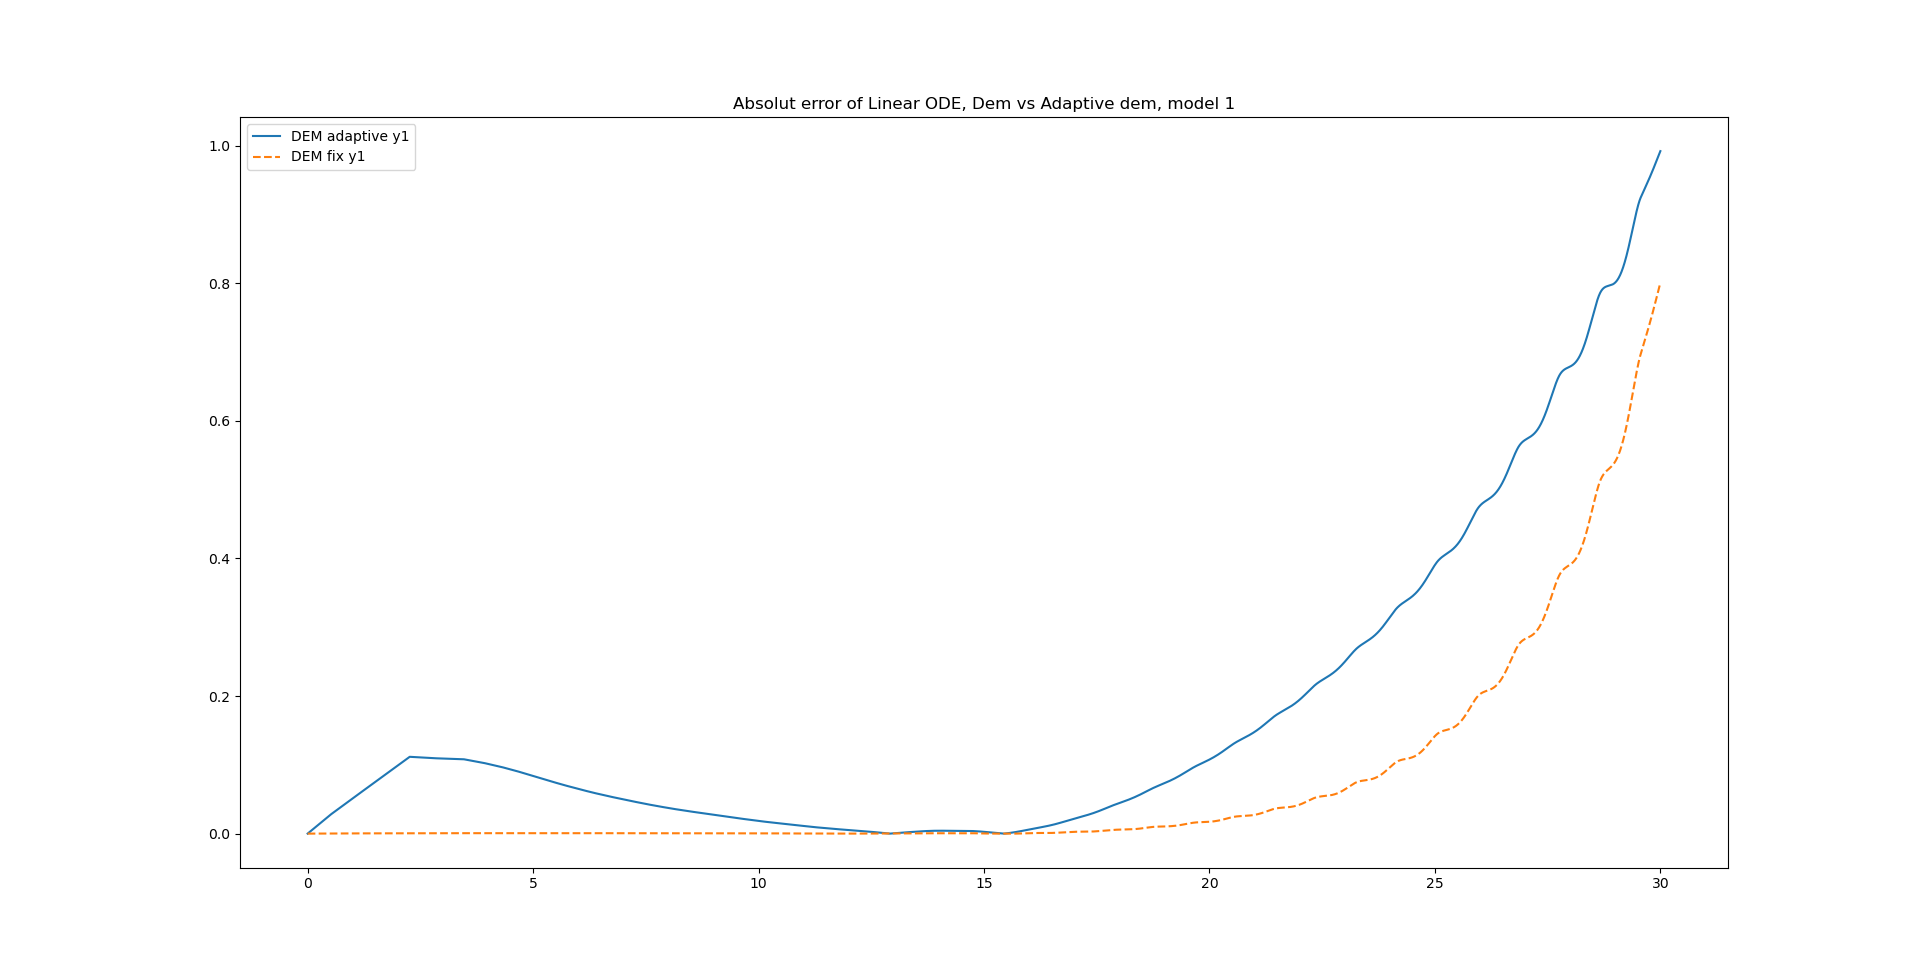 Absolut error of Linear ODE, Dem vs Adaptive dem, model 1
DEM adaptive y1
DEM fix y1
1.0
0.8
0.6
0.4
0.2
0.0
0 5 10 15 20 25 30